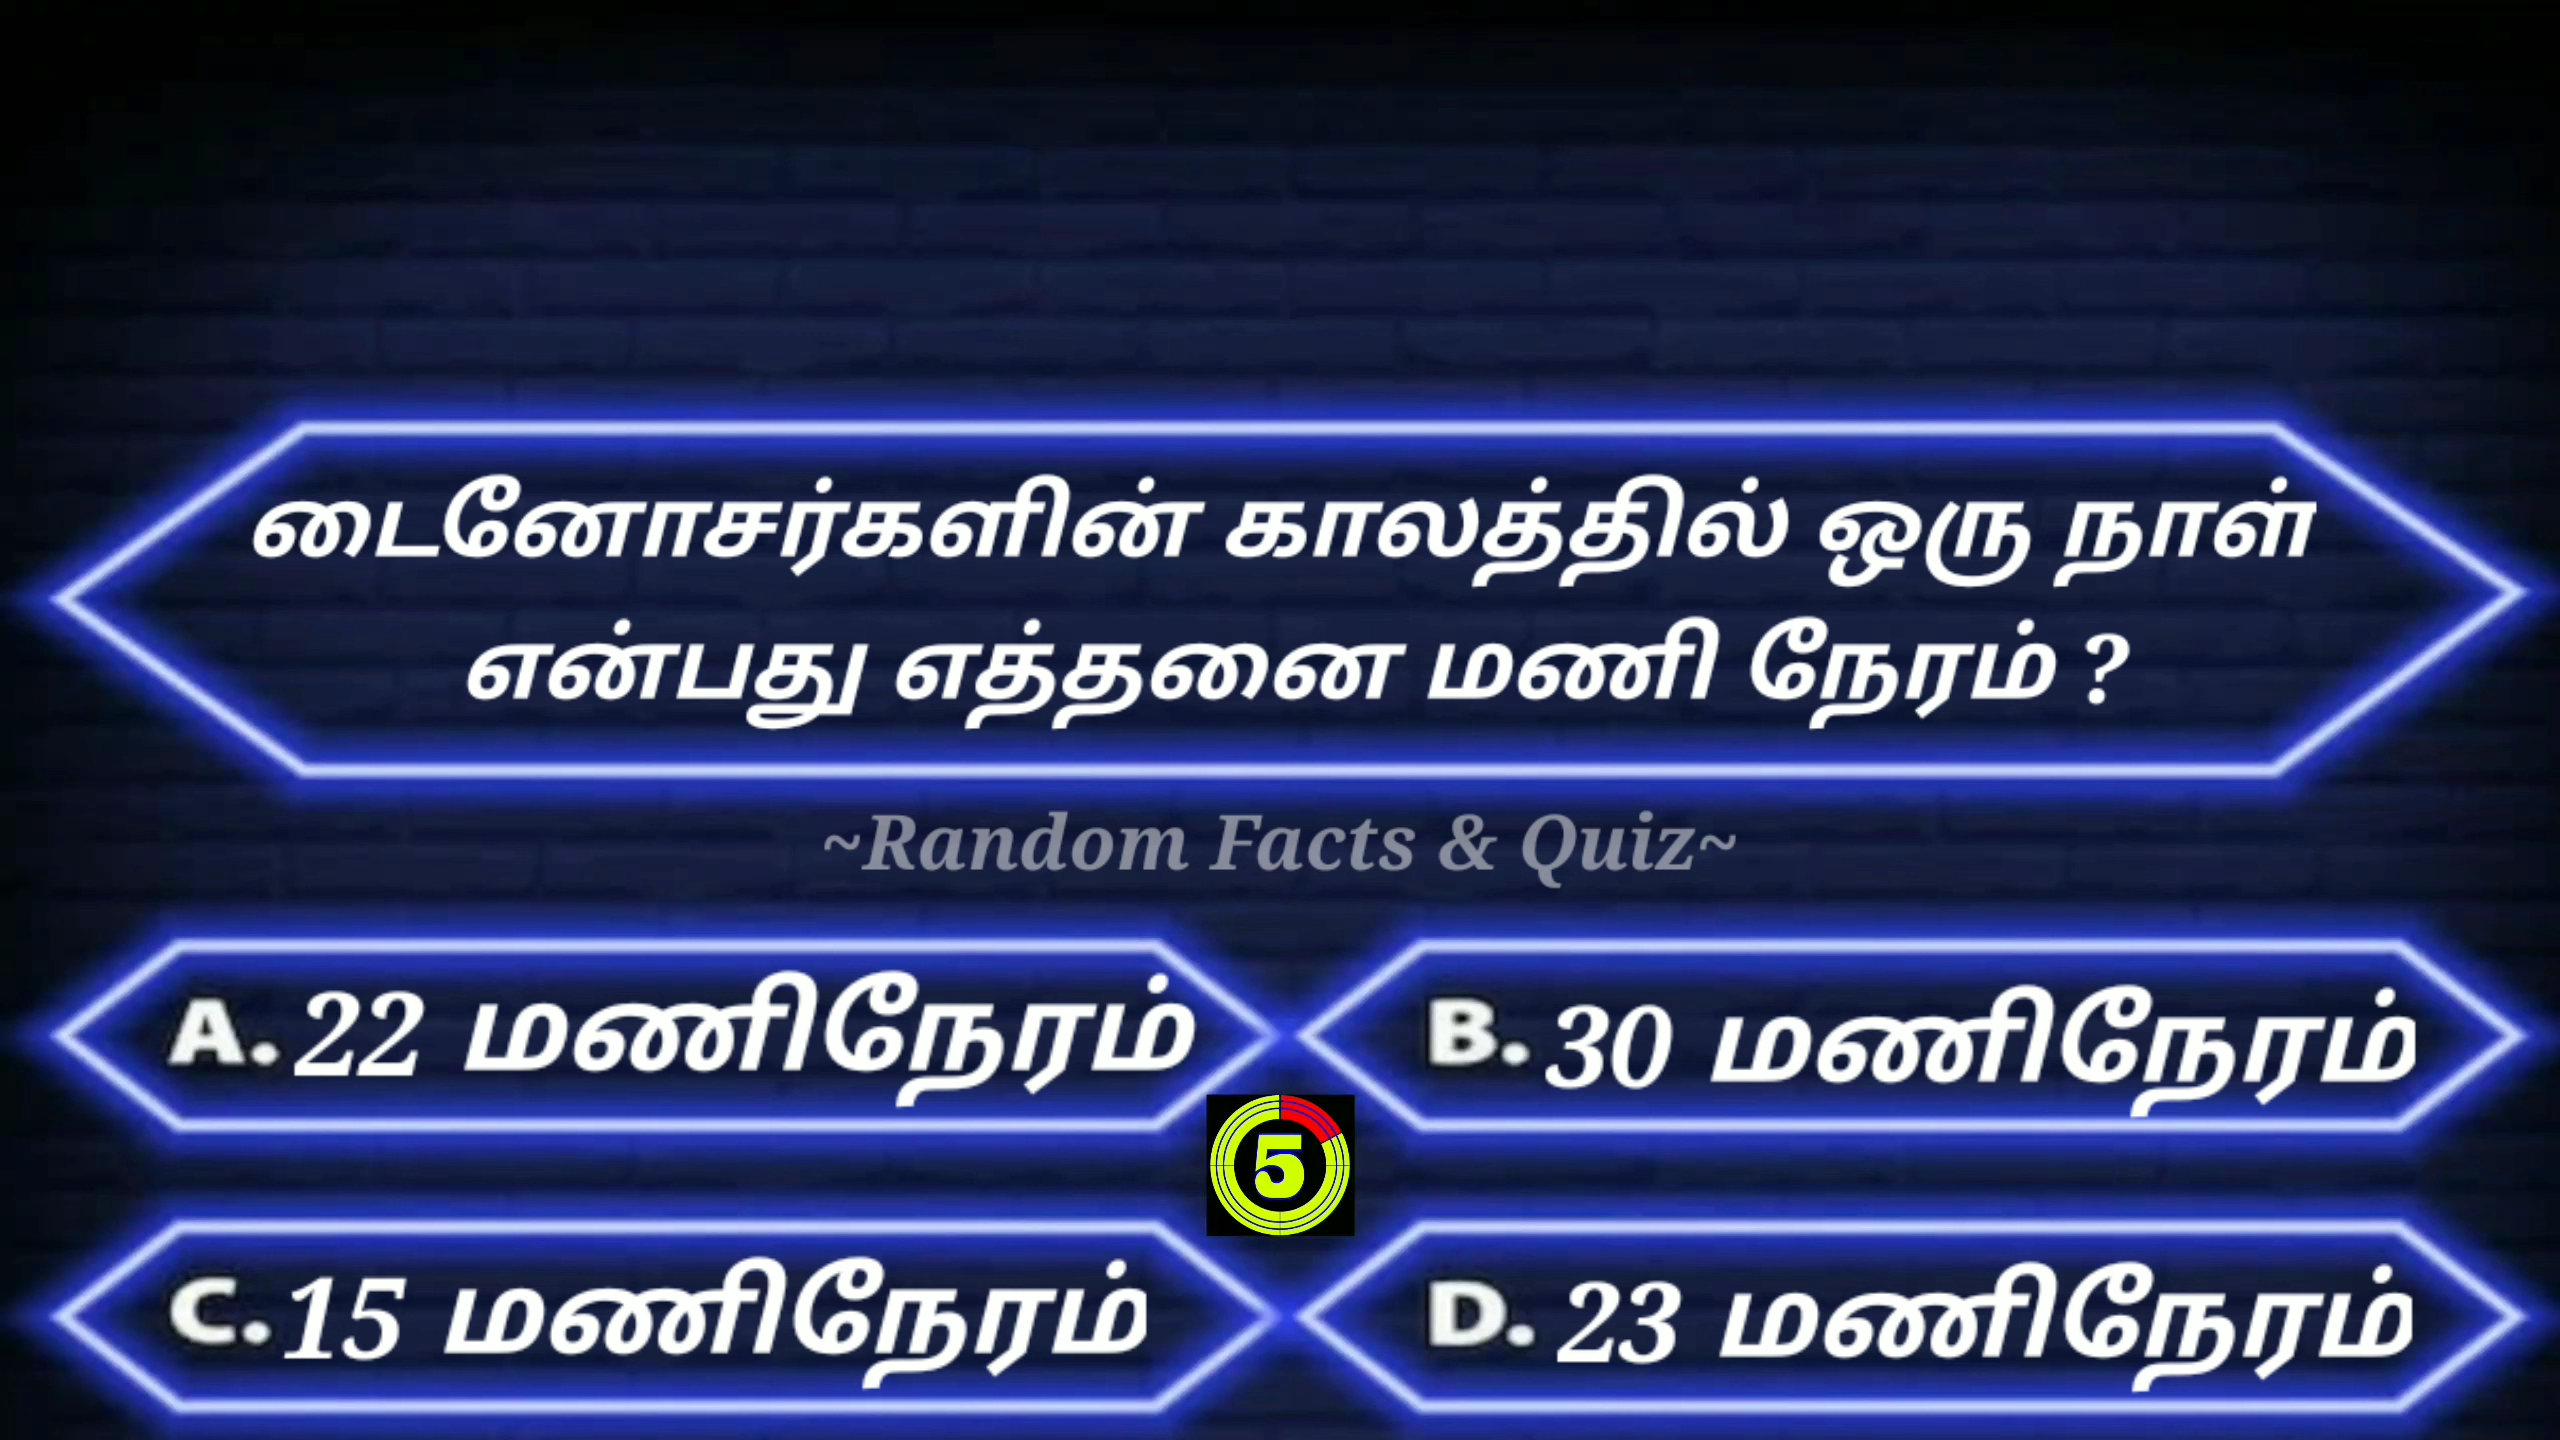 டைனோசர்களின் காலத்தில் ஒரு நாள்
என்பது எத்தனை மணி நேரம் ?
~Random Facts & Quiz~
A. 22 மணிநேரம்
B. 30 மணிநேரம்
5
C. 15 மணிநேரம்
D. 23 மணிநேரம்